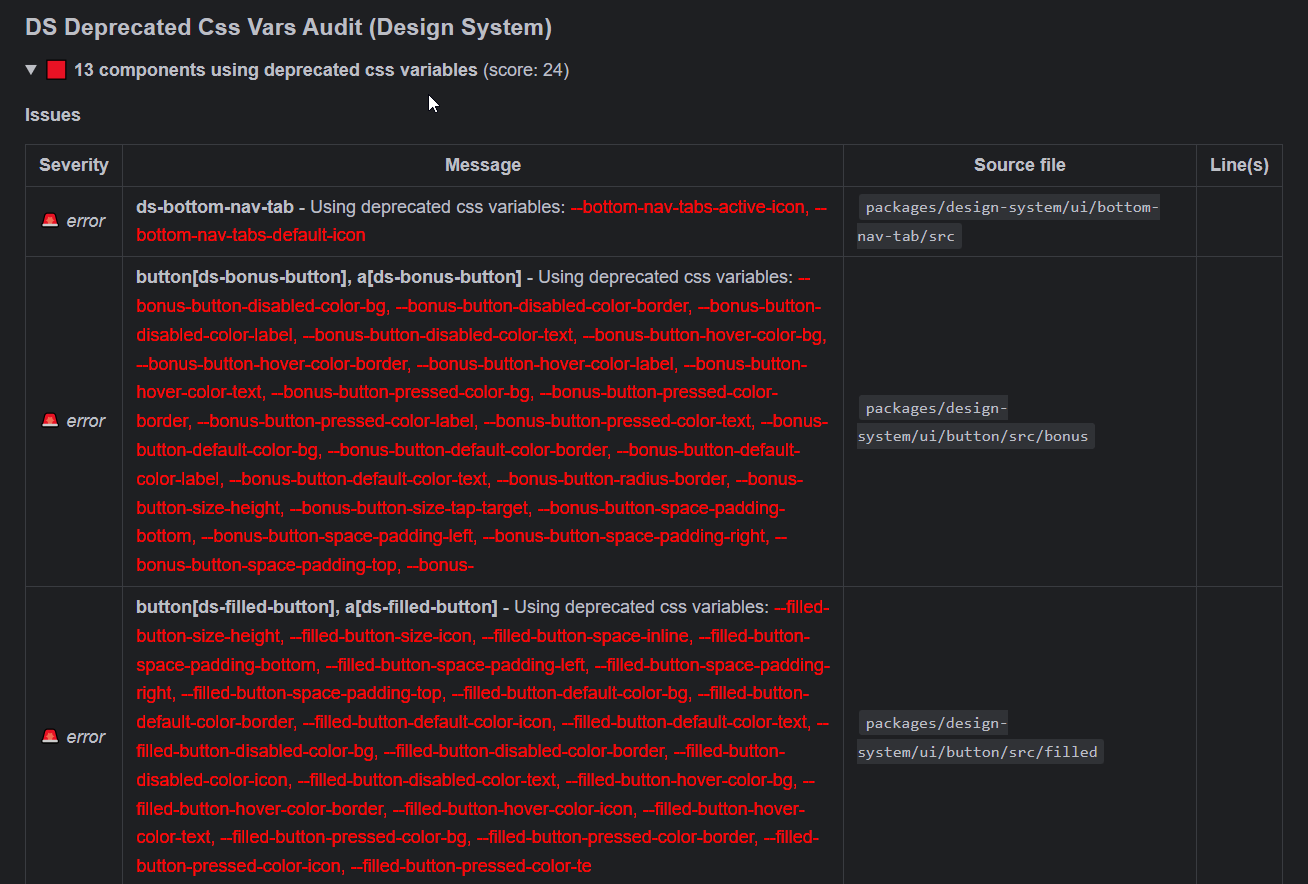 DS Deprecated Css Vars Audit (Design System)
▼ 🟥 13 components using deprecated css variables (score: 24)
Issues
Severity Message Source file Line(s)
🚨 error
ds-bottom-nav-tab - Using deprecated css variables: --bottom-nav-tabs-active-icon, --
bottom-nav-tabs-default-icon
packages/design-system/ui/bottom-
nav-tab/src
🚨 error
button[ds-bonus-button], a[ds-bonus-button] - Using deprecated css variables: --
bonus-button-disabled-color-bg, --bonus-button-disabled-color-border, --bonus-button-
disabled-color-label, --bonus-button-disabled-color-text, --bonus-button-hover-color-bg,
--bonus-button-hover-color-border, --bonus-button-hover-color-label, --bonus-button-
hover-color-text, --bonus-button-pressed-color-bg, --bonus-button-pressed-color-
border, --bonus-button-pressed-color-label, --bonus-button-pressed-color-text, --bonus-
button-default-color-bg, --bonus-button-default-color-border, --bonus-button-default-
color-label, --bonus-button-default-color-text, --bonus-button-radius-border, --bonus-
button-size-height, --bonus-button-size-tap-target, --bonus-button-space-padding-
bottom, --bonus-button-space-padding-left, --bonus-button-space-padding-right, --
bonus-button-space-padding-top, --bonus-
packages/design-
system/ui/button/src/bonus
🚨 error
button[ds-filled-button], a[ds-filled-button] - Using deprecated css variables: --filled-
button-size-height, --filled-button-size-icon, --filled-button-space-inline, --filled-button-
space-padding-bottom, --filled-button-space-padding-left, --filled-button-space-padding-
right, --filled-button-space-padding-top, --filled-button-default-color-bg, --filled-button-
default-color-border, --filled-button-default-color-icon, --filled-button-default-color-text, --
filled-button-disabled-color-bg, --filled-button-disabled-color-border, --filled-button-
disabled-color-icon, --filled-button-disabled-color-text, --filled-button-hover-color-bg, --
filled-button-hover-color-border, --filled-button-hover-color-icon, --filled-button-hover-
color-text, --filled-button-pressed-color-bg, --filled-button-pressed-color-border, --filled-
button-pressed-color-icon, --filled-button-pressed-color-te
packages/design-
system/ui/button/src/filled